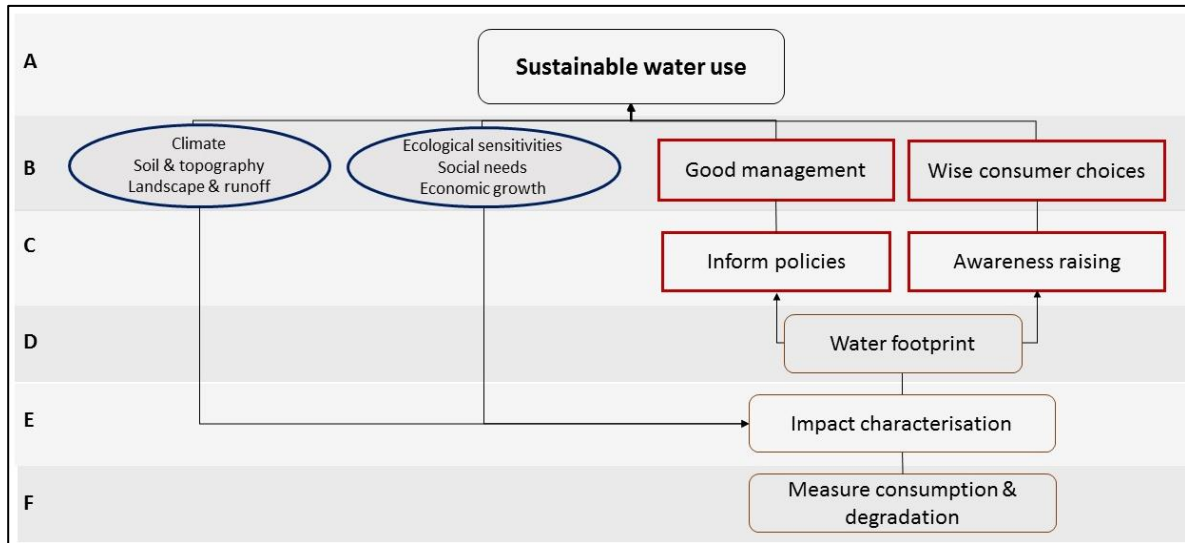 A
Sustainable water use
B
Climate
Soil & topography
Landscape & runoff
Ecological sensitivities
Social needs
Economic growth
Good management
Wise consumer choices
C
Inform policies
Awareness raising
D
Water footprint
E
Impact characterisation
F
Measure consumption &
degradation